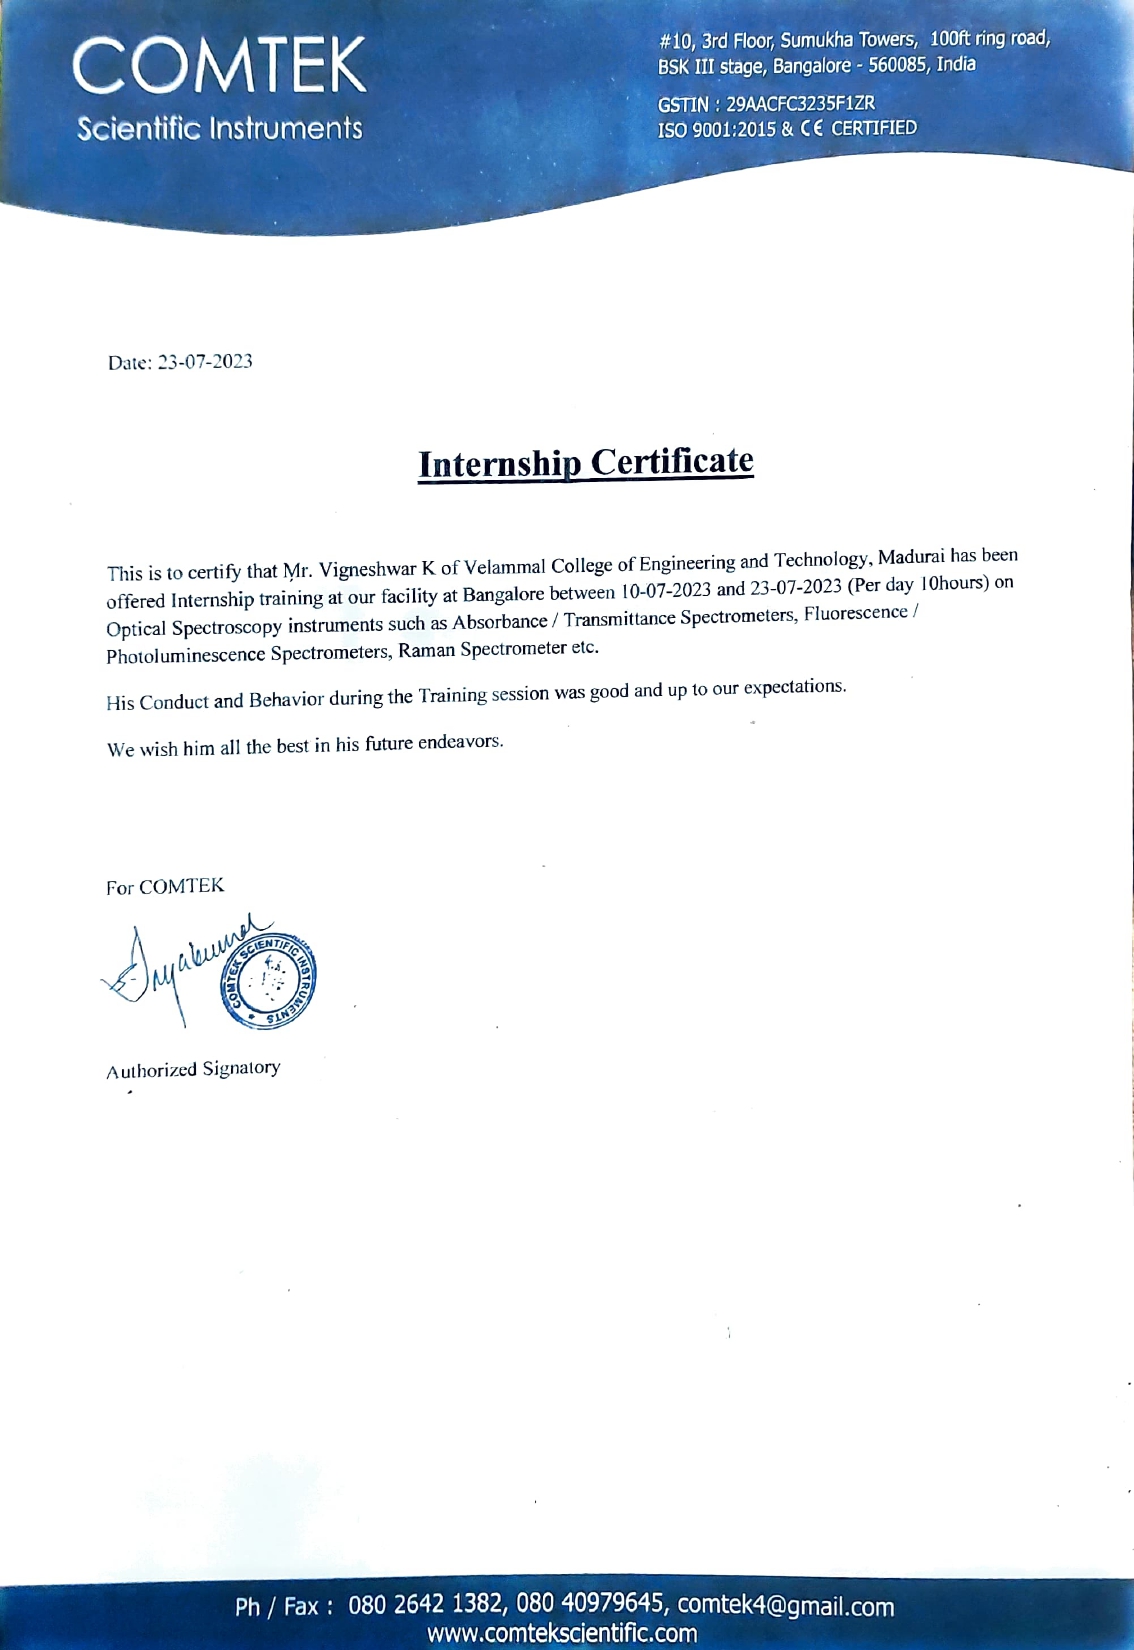 COMTEK
Scientific Instruments
#10, 3rd Floor, Sumukha Towers, 100ft ring road,
BSK III stage, Bangalore - 560085, India
GSTIN : 29AACFC3235F1ZR
ISO 9001:2015 & CE CERTIFIED
Date: 23-07-2023
Internship Certificate
This is to certify that Mr. Vigneshwar K of Velammal College of Engineering and Technology, Madurai has been
offered Internship training at our facility at Bangalore between 10-07-2023 and 23-07-2023 (Per day 10hours) on
Optical Spectroscopy instruments such as Absorbance / Transmittance Spectrometers, Fluorescence /
Photoluminescence Spectrometers, Raman Spectrometer etc.
His Conduct and Behavior during the Training session was good and up to our expectations.
We wish him all the best in his future endeavors.
For COMTEK
COMTEK SCIENTIFIC INSTRUMENTS
Authorized Signatory
Ph / Fax : 080 2642 1382, 080 40979645, comtek4@gmail.com
www.comtekscientific.com